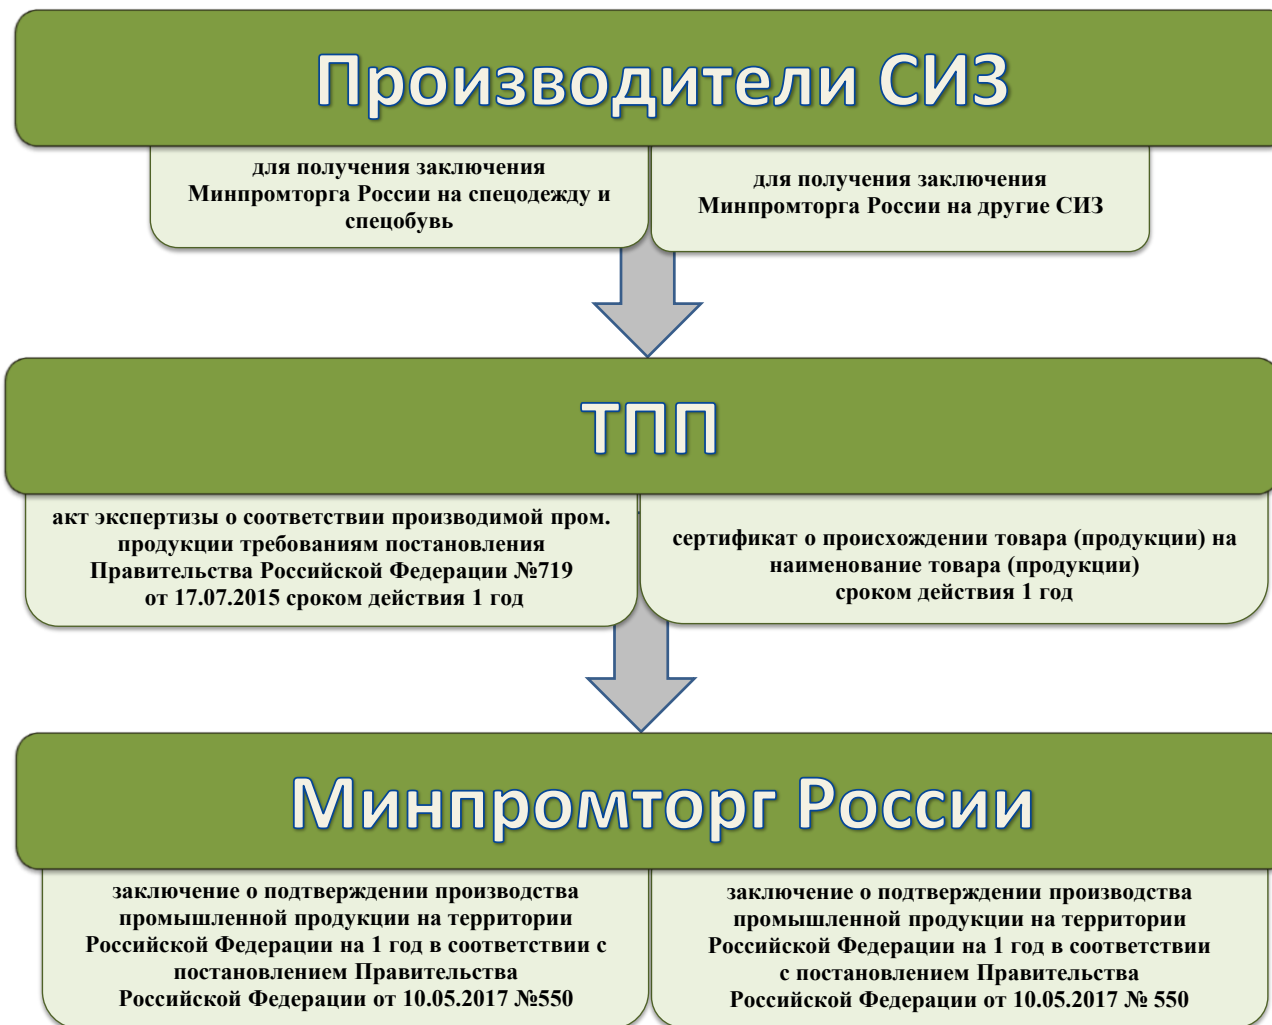 Производители СИЗ
для получения заключения
Минпромторга России на спецодежду и
спецобувь
для получения заключения
Минпромторга России на другие СИЗ
ТПП
акт экспертизы о соответствии производимой пром.
продукции требованиям постановления
Правительства Российской Федерации №719
от 17.07.2015 сроком действия 1 год
сертификат о происхождении товара (продукции) на
наименование товара (продукции)
сроком действия 1 год
Минпромторг России
заключение о подтверждении производства
промышленной продукции на территории
Российской Федерации на 1 год в соответствии с
постановлением Правительства
Российской Федерации от 10.05.2017 №550
заключение о подтверждении производства
промышленной продукции на территории
Российской Федерации на 1 год в соответствии
с постановлением Правительства
Российской Федерации от 10.05.2017 № 550